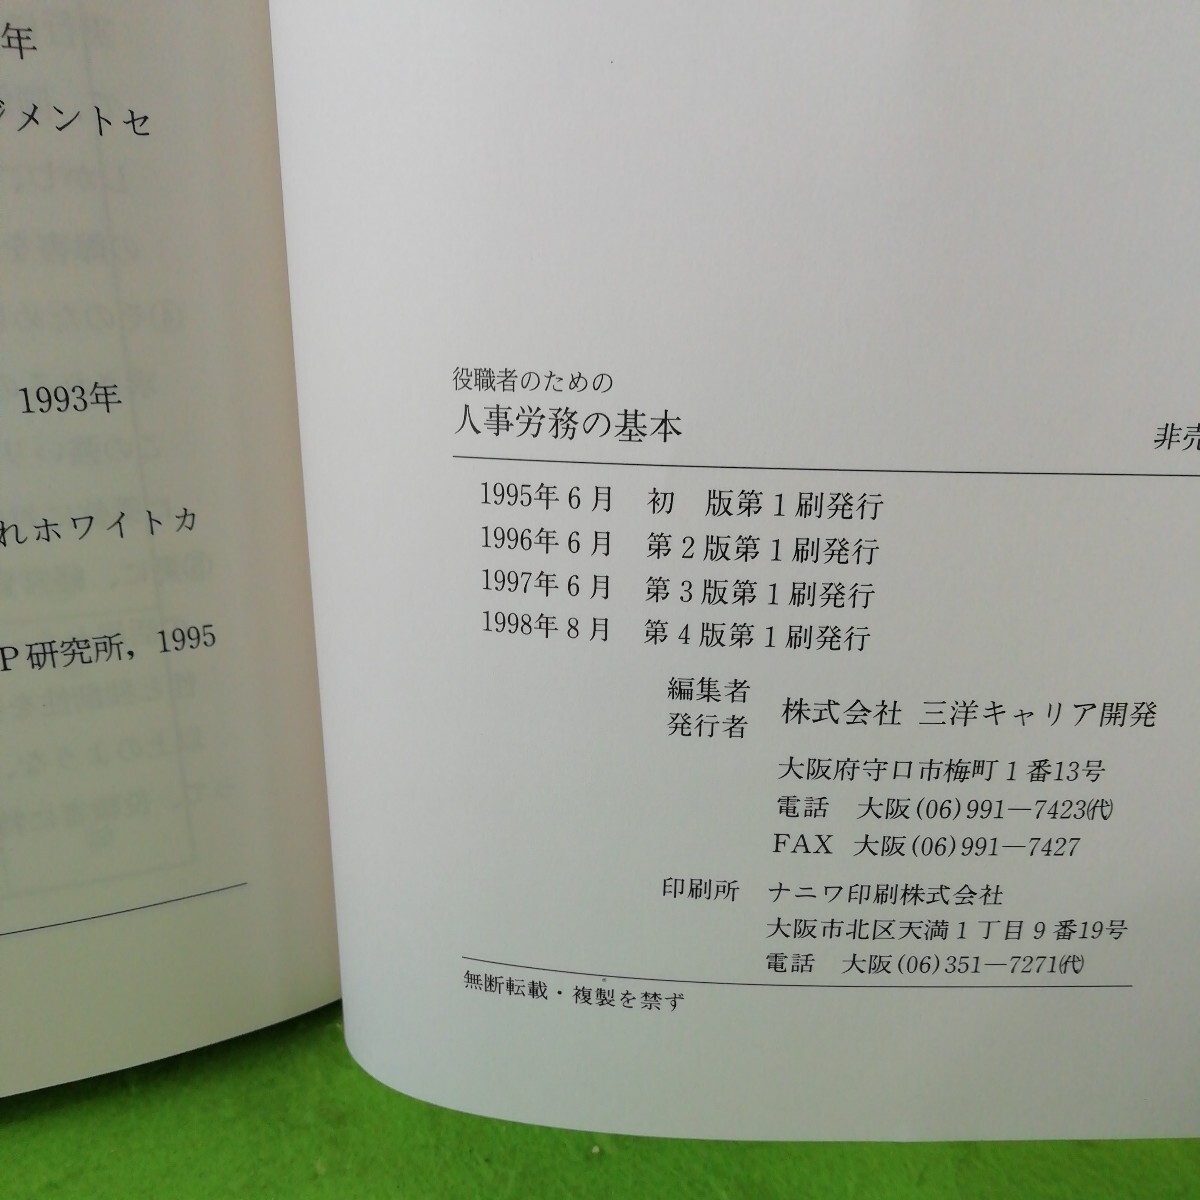 年
ジメントセ
1993年
れホワイトカ
P研究所，1995
役職者のための
人事労務の基本
非売
1995年6月　初　版第1刷発行
1996年6月　第2版第1刷発行
1997年6月　第3版第1刷発行
1998年8月　第4版第1刷発行
編集者
発行者
株式会社 三洋キャリア開発
大阪府守口市梅町1番13号
電話　大阪(06)991―7423㈹
FAX　大阪(06)991―7427
印刷所　ナニワ印刷株式会社
大阪市北区天満1丁目9番19号
電話　大阪(06)351―7271㈹
無断転載・複製を禁ず